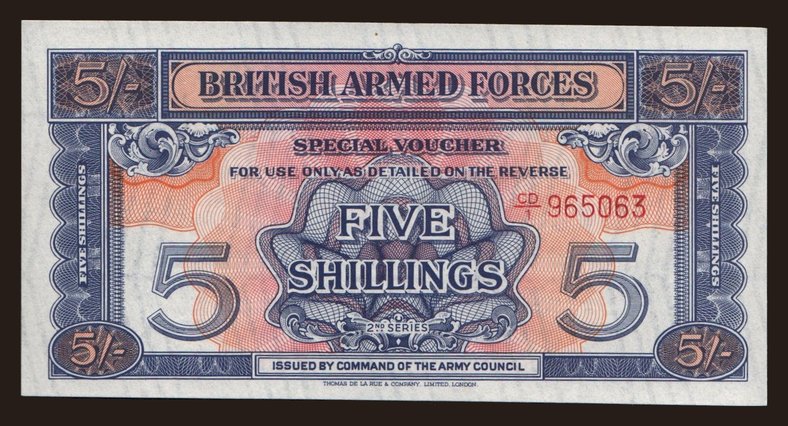 5/- BRITISH ARMED FORCES 5/-
SPECIAL VOUCHER
FOR USE ONLY AS DETAILED ON THE REVERSE
CD/1 965063
FIVE SHILLINGS
FIVE SHILLINGS
FIVE
SHILLINGS
5 5
2ND SERIES
5/- 5/-
ISSUED BY COMMAND OF THE ARMY COUNCIL
THOMAS DE LA RUE & COMPANY, LIMITED, LONDON.